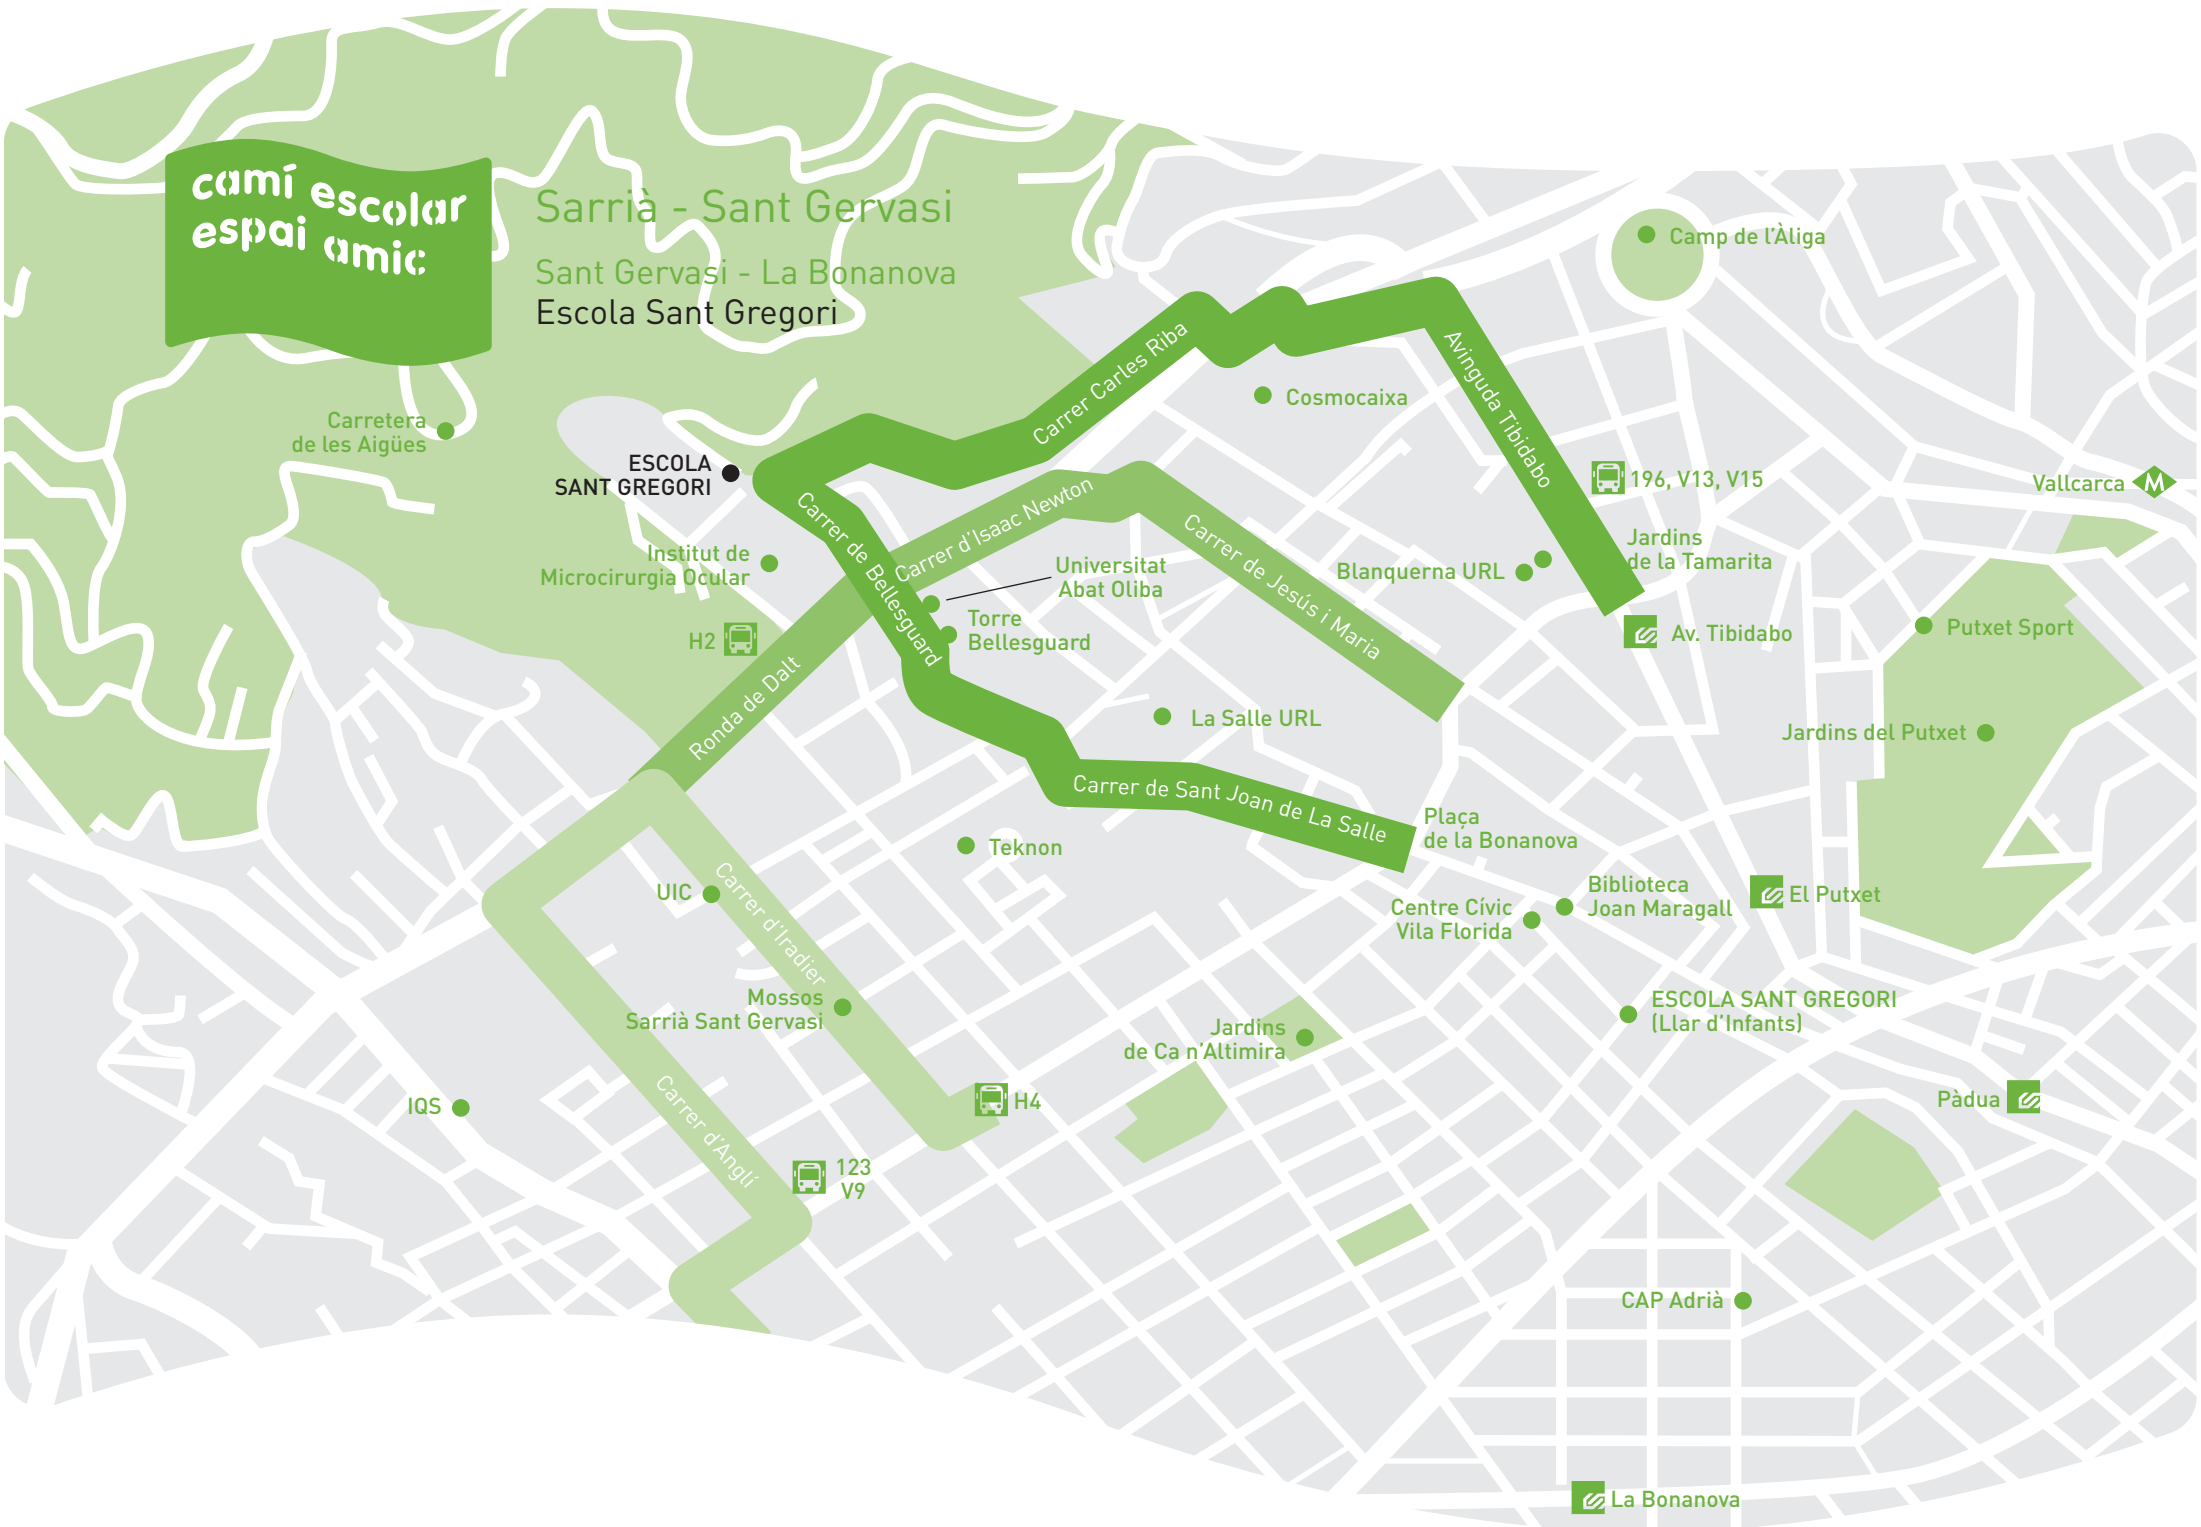 camí escolar
espai amic
Sarrià - Sant Gervasi
Sant Gervasi - La Bonanova
Escola Sant Gregori
Camp de l'Àliga
Carrer Carles Riba
Avinguda Tibidabo
Cosmocaixa
Carretera
de les Aigües
ESCOLA
SANT GREGORI
196, V13, V15
Vallcarca
M
Carrer de Bellesguard
Carrer d'Isaac Newton
Carrer de Jesús i Maria
Jardins
de la Tamarita
Institut de
Microcirurgia Ocular
Universitat
Abat Oliba
Blanquerna URL
Torre
Bellesguard
H2
Av. Tibidabo
Putxet Sport
Ronda de Dalt
La Salle URL
Jardins del Putxet
Carrer de Sant Joan de La Salle
Plaça
de la Bonanova
Teknon
UIC
Carrer d'Iradier
Centre Cívic
Vila Florida
Biblioteca
Joan Maragall
El Putxet
Mossos
Sarrià Sant Gervasi
Jardins
de Ca n'Altimira
ESCOLA SANT GREGORI
(Llar d'Infants)
IQS
Carrer d'Anglí
H4
Pàdua
123
V9
CAP Adrià
La Bonanova